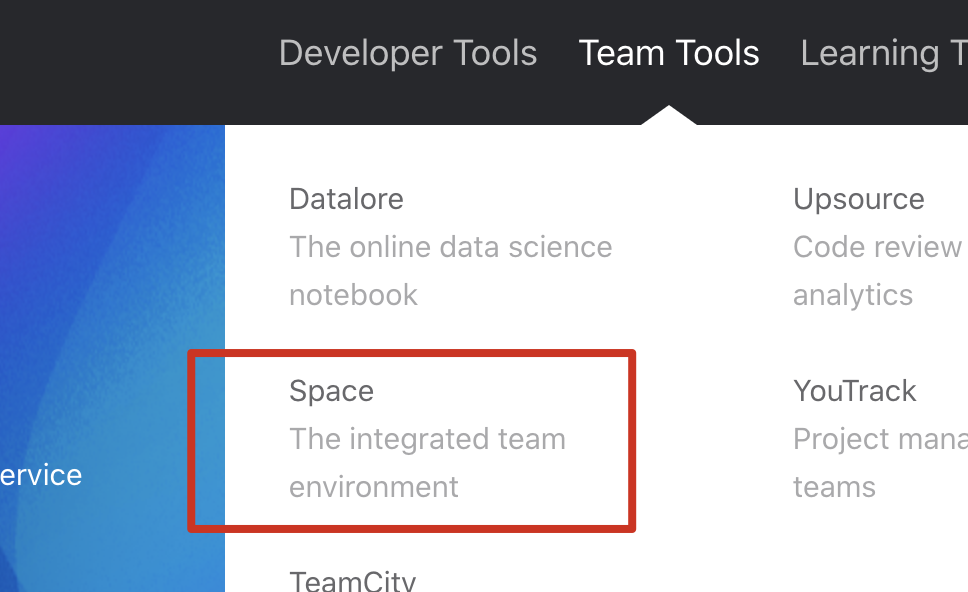 Developer Tools Team Tools Learning T
Datalore
The online data science
notebook
Upsource
Code review
analytics
Space
The integrated team
environment
YouTrack
Project mana
teams
ervice
TeamCity